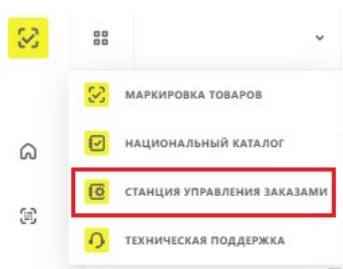 МАРКИРОВКА ТОВАРОВ
НАЦИОНАЛЬНЫЙ КАТАЛОГ
СТАНЦИЯ УПРАВЛЕНИЯ ЗАКАЗАМИ
ТЕХНИЧЕСКАЯ ПОДДЕРЖКА